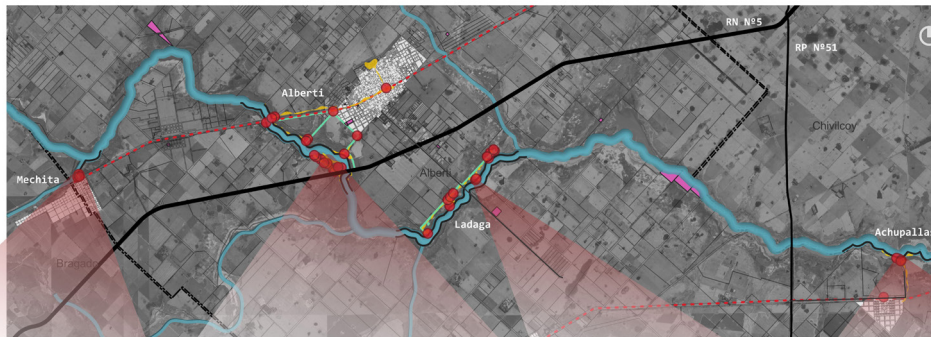 RN Nº5
RP Nº51
Alberti
Chivilcoy
Mechita
Alberti
Ladaga
Achupallas
Bragado